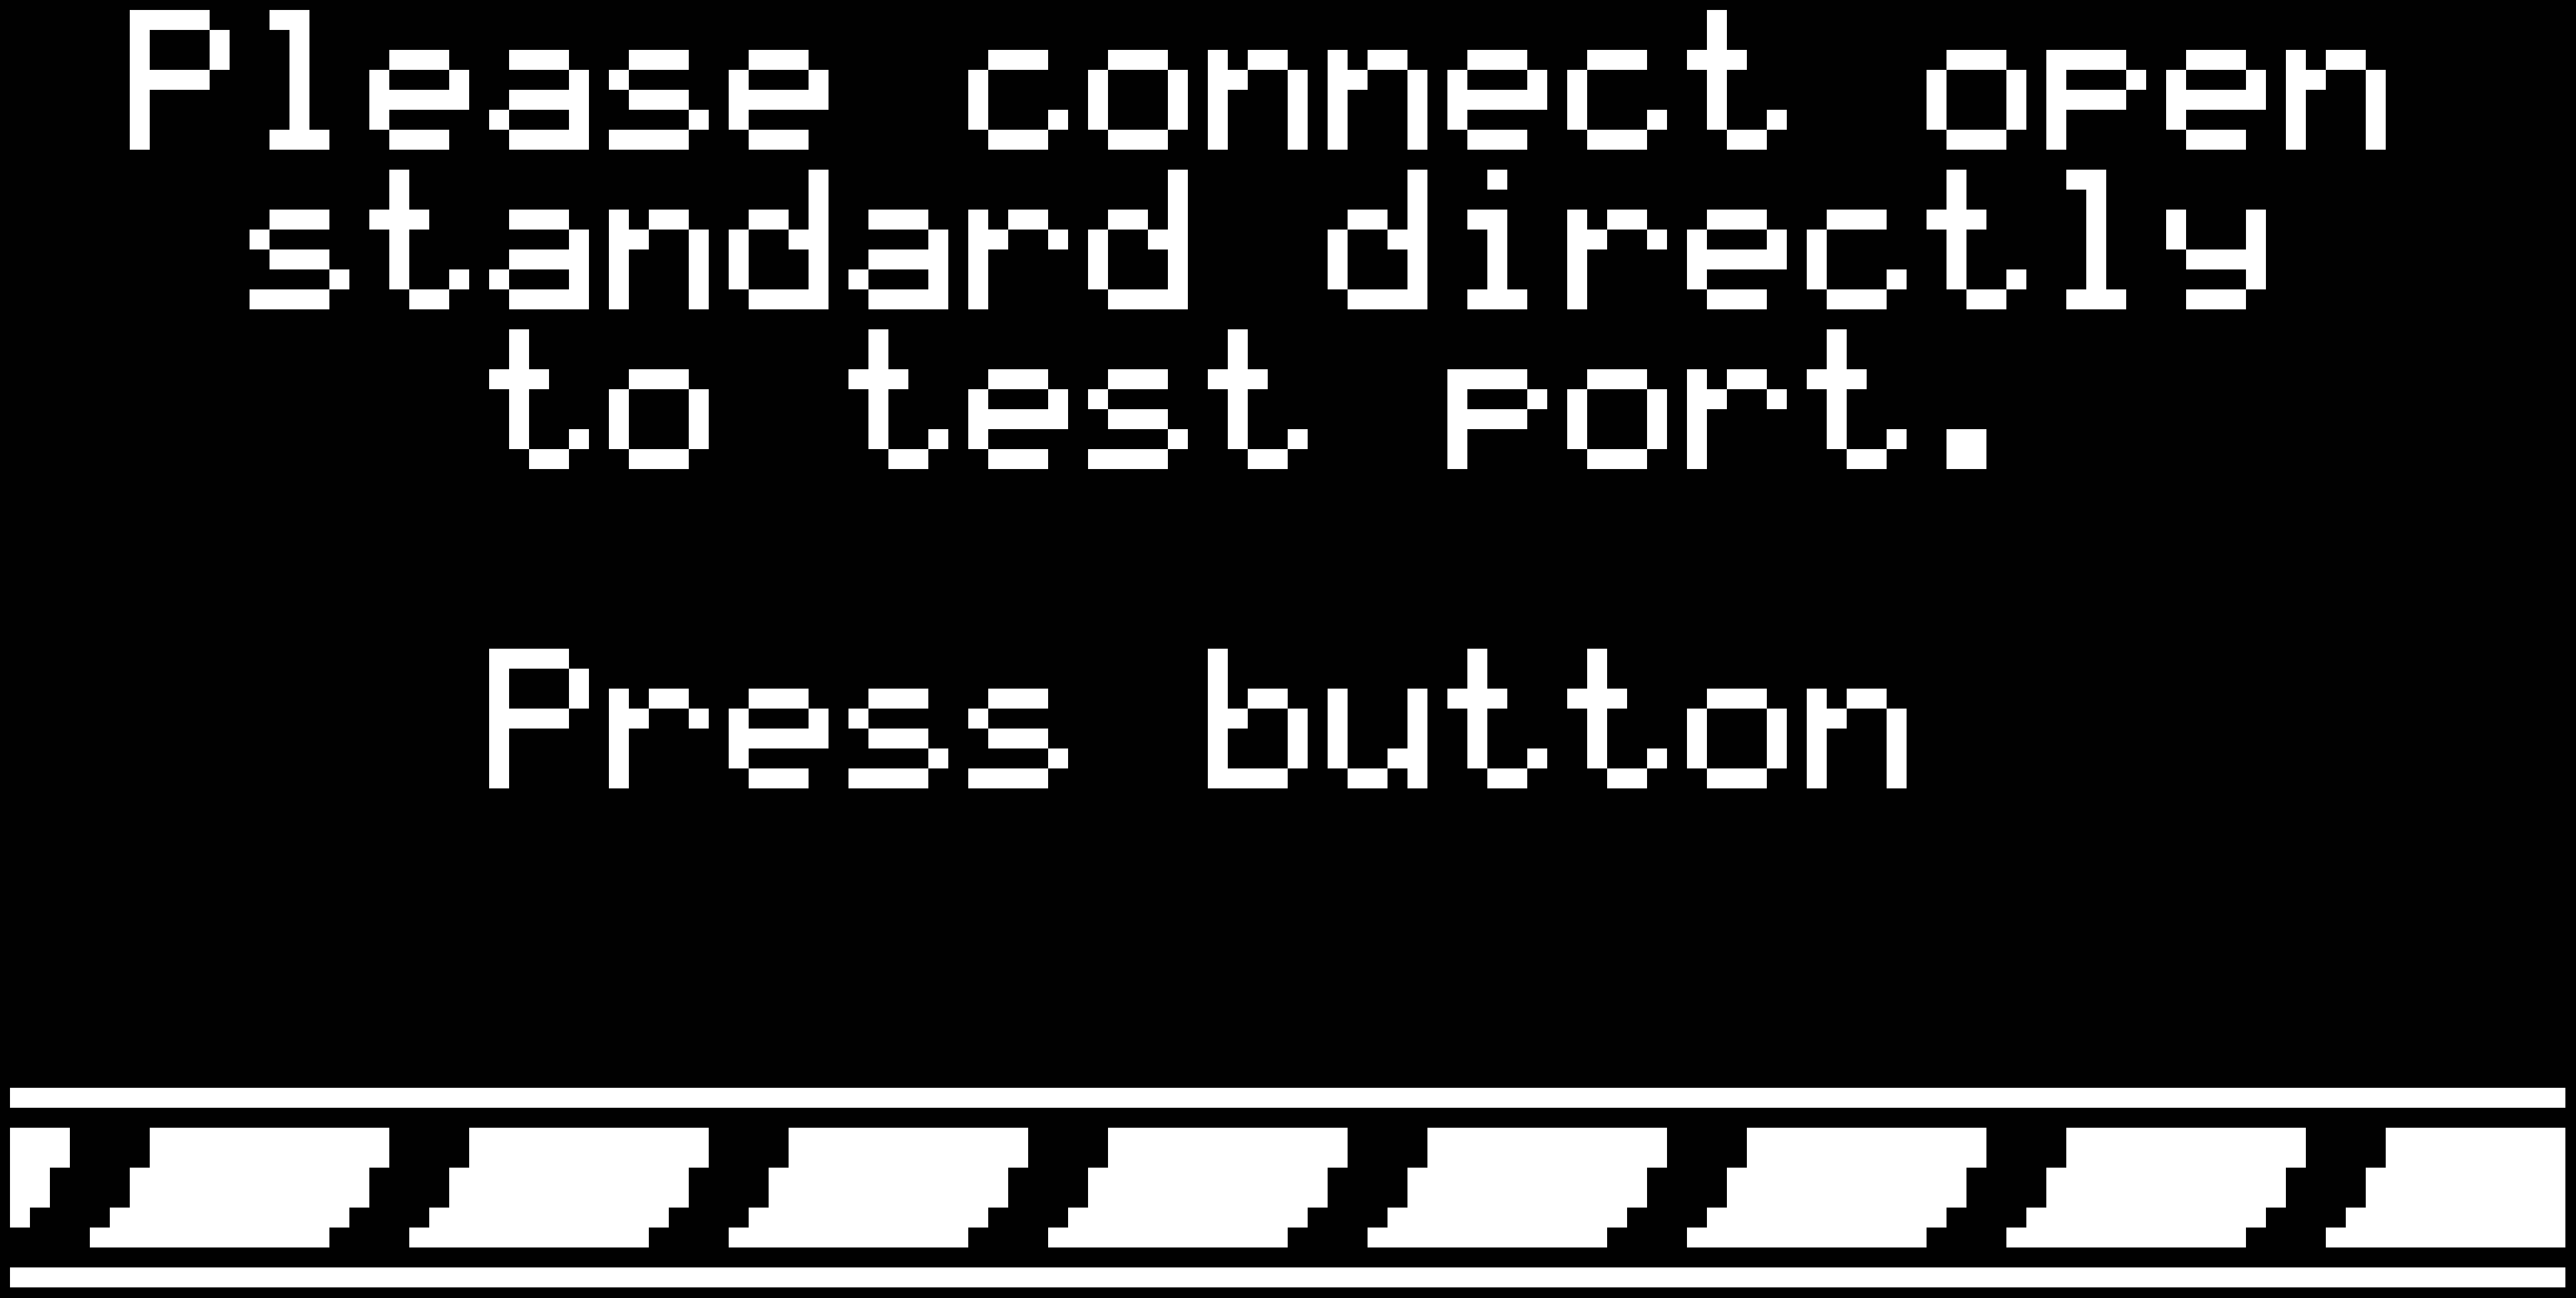 Please connect open
standard directly
to test port.
Press button